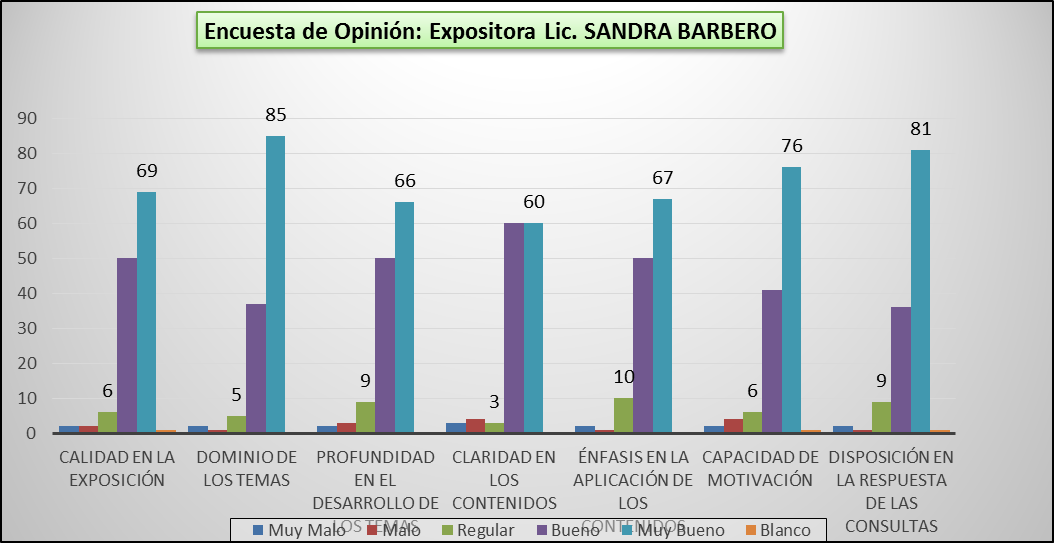 Encuesta de Opinión: Expositora Lic. SANDRA BARBERO
90
80
70
60
50
40
30
20
10
0
69
85
66
60
67
76
81
6
5
9
3
10
6
9
CALIDAD EN LA
EXPOSICIÓN
DOMINIO DE
LOS TEMAS
PROFUNDIDAD
EN EL
DESARROLLO DE
LOS TEMAS
CLARIDAD EN
LOS
CONTENIDOS
ÉNFASIS EN LA
APLICACIÓN DE
LOS
CONTENIDOS
CAPACIDAD DE
MOTIVACIÓN
DISPOSICIÓN EN
LA RESPUESTA
DE LAS
CONSULTAS
Muy Malo Malo Regular Bueno Muy Bueno Blanco